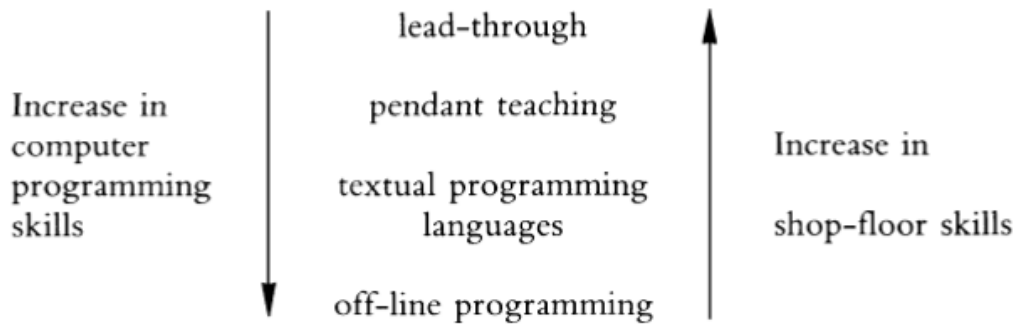 lead-through
pendant teaching
textual programming
languages
off-line programming
Increase in
computer
programming
skills
Increase in
shop-floor skills